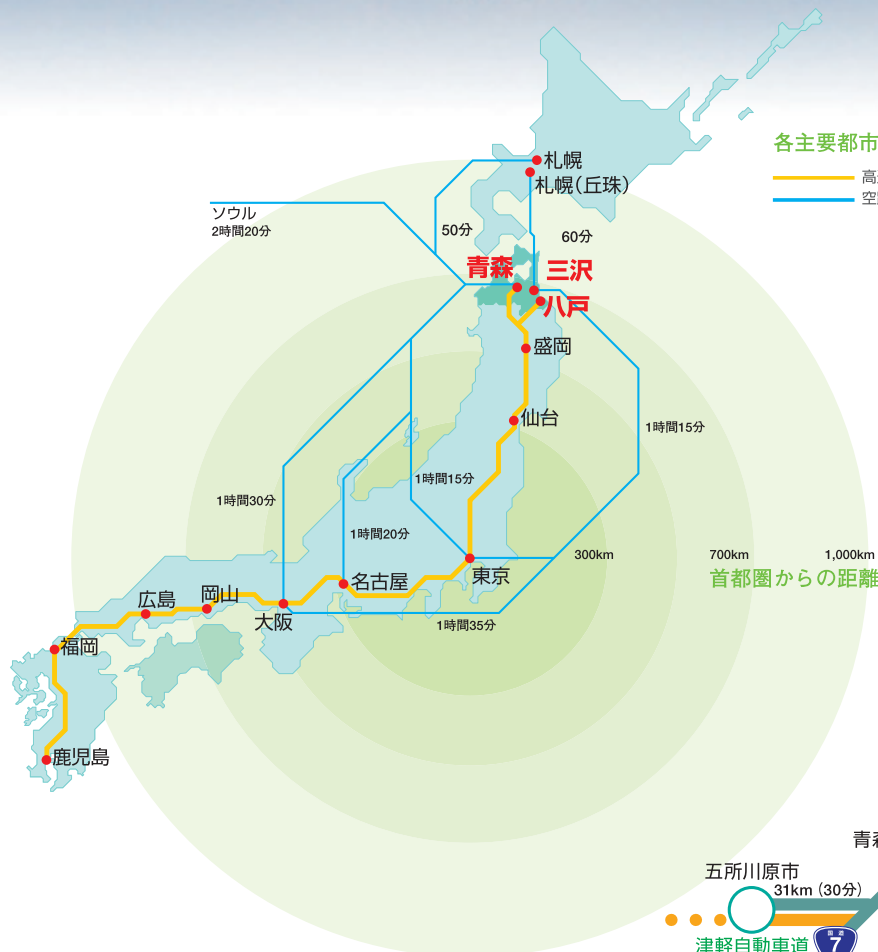 各主要都市
高
空
札幌
札幌(丘珠)
ソウル
2時間20分
50分
60分
青森
三沢
八戸
盛岡
仙台
1時間15分
1時間15分
1時間30分
1時間20分
300km
700km
1,000km
首都圏からの距離
東京
名古屋
岡山
広島
大阪
1時間35分
福岡
鹿児島
青森
五所川原市
31km(30分)
津軽自動車道
国道
7